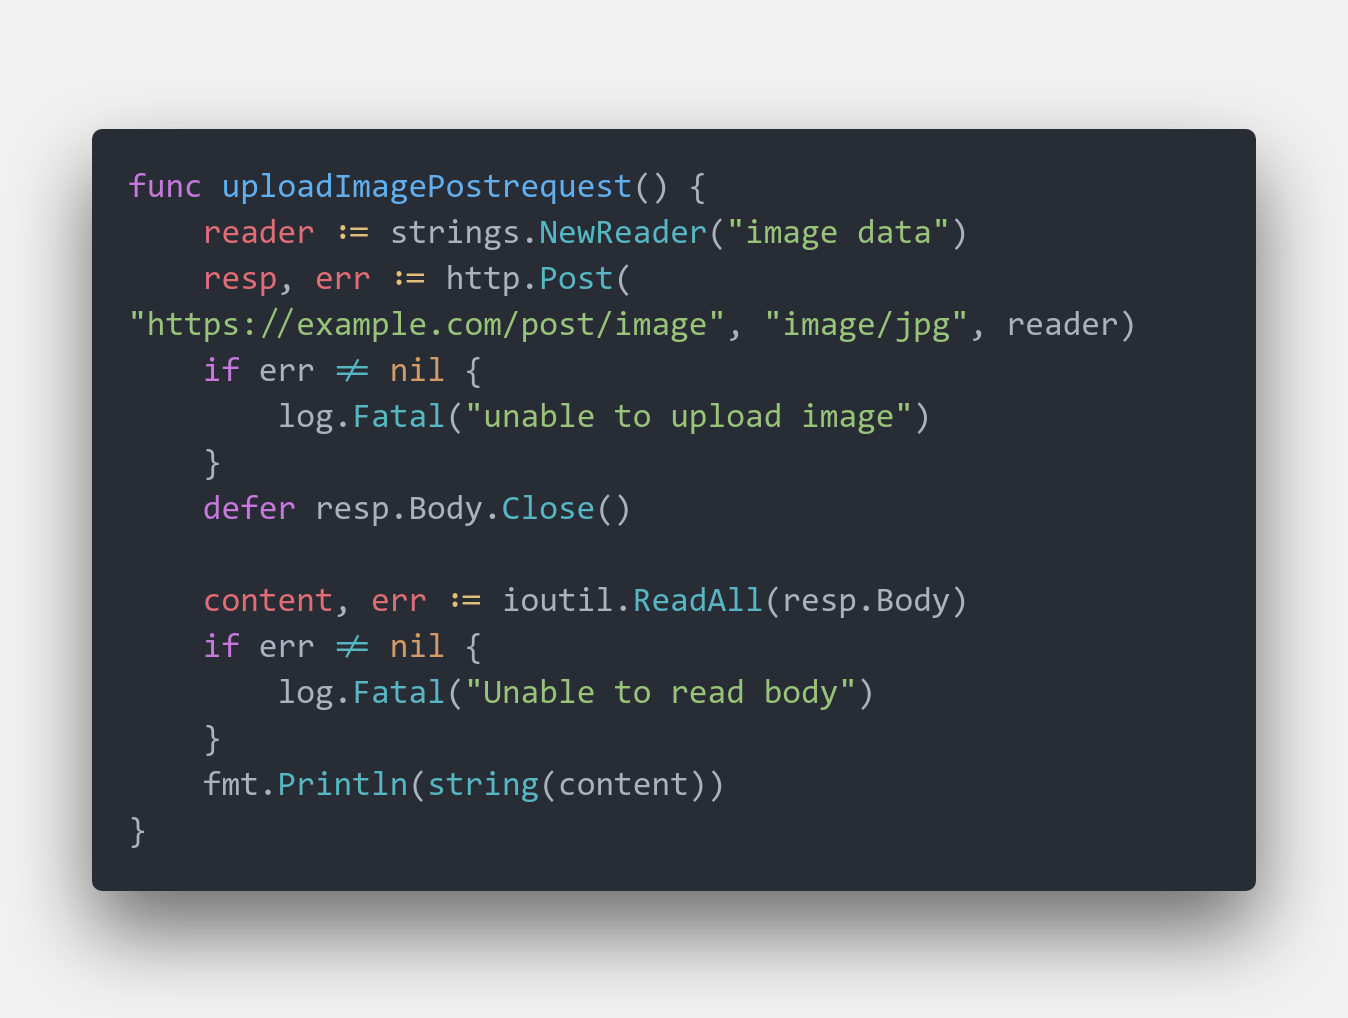 func uploadImagePostrequest() {
    reader := strings.NewReader("image data")
    resp, err := http.Post(
"https://example.com/post/image", "image/jpg", reader)
    if err != nil {
        log.Fatal("unable to upload image")
    }
    defer resp.Body.Close()

    content, err := ioutil.ReadAll(resp.Body)
    if err != nil {
        log.Fatal("Unable to read body")
    }
    fmt.Println(string(content))
}